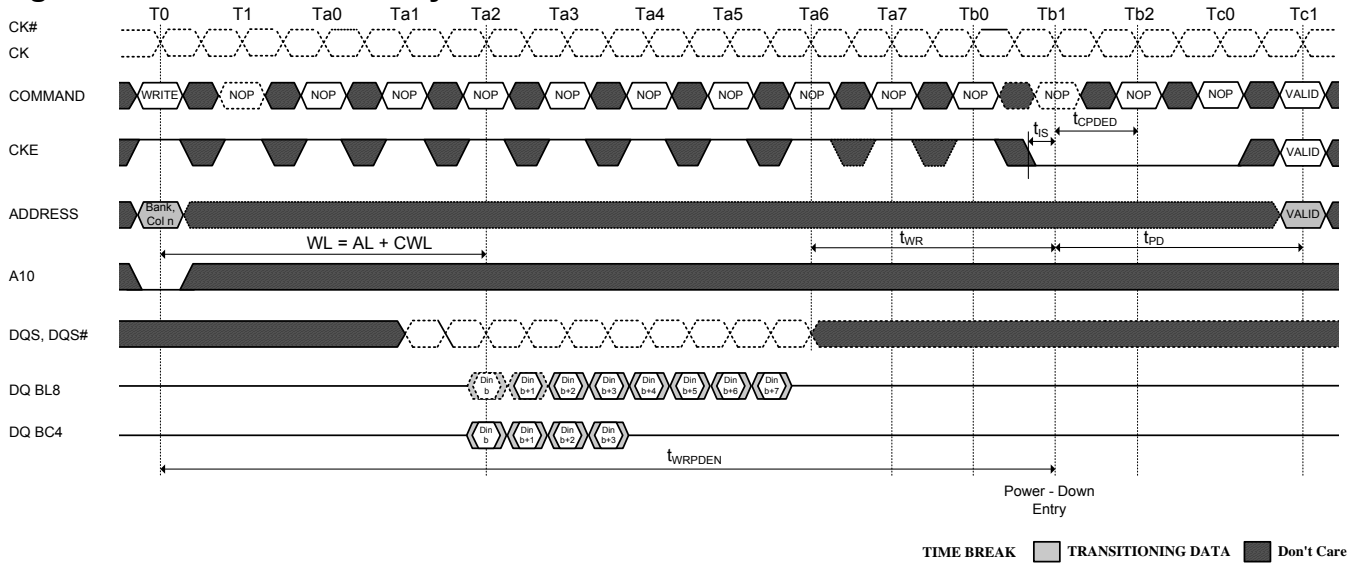 T0 T1 Ta0 Ta1 Ta2 Ta3 Ta4 Ta5 Ta6 Ta7 Tb0 Tb1 Tb2 Tc0 Tc1
CK#
CK
COMMAND WRITE NOP NOP NOP NOP NOP NOP NOP NOP NOP NOP NOP NOP NOP VALID
tIS tCPDED
CKE VALID
ADDRESS Bank, Col n VALID
WL = AL + CWL tWR tPD
A10
DQS, DQS#
DQ BL8 Din b Din b+1 Din b+2 Din b+3 Din b+4 Din b+5 Din b+6 Din b+7
DQ BC4 Din b Din b+1 Din b+2 Din b+3
tWRPDEN
Power - Down
Entry
TIME BREAK TRANSITIONING DATA Don't Care